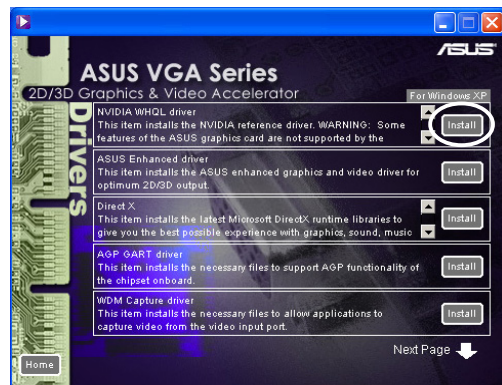 ASUS
ASUS VGA Series
2D/3D Graphics & Video Accelerator
For Windows XP
Drivers
NVIDIA WHQL driver
This item installs the NVIDIA reference driver. WARNING: Some
features of the ASUS graphics card are not supported by the
Install
ASUS Enhanced driver
This item installs the ASUS enhanced graphics and video driver for
optimum 2D/3D output.
Install
Direct X
This item installs the latest Microsoft DirectX runtime libraries to
give you the best possible experience with graphics, sound, music
Install
AGP GART driver
This item installs the necessary files to support AGP functionality of
the chipset onboard.
Install
WDM Capture driver
This item installs the necessary files to allow applications to
capture video from the video input port.
Install
Next Page
Home